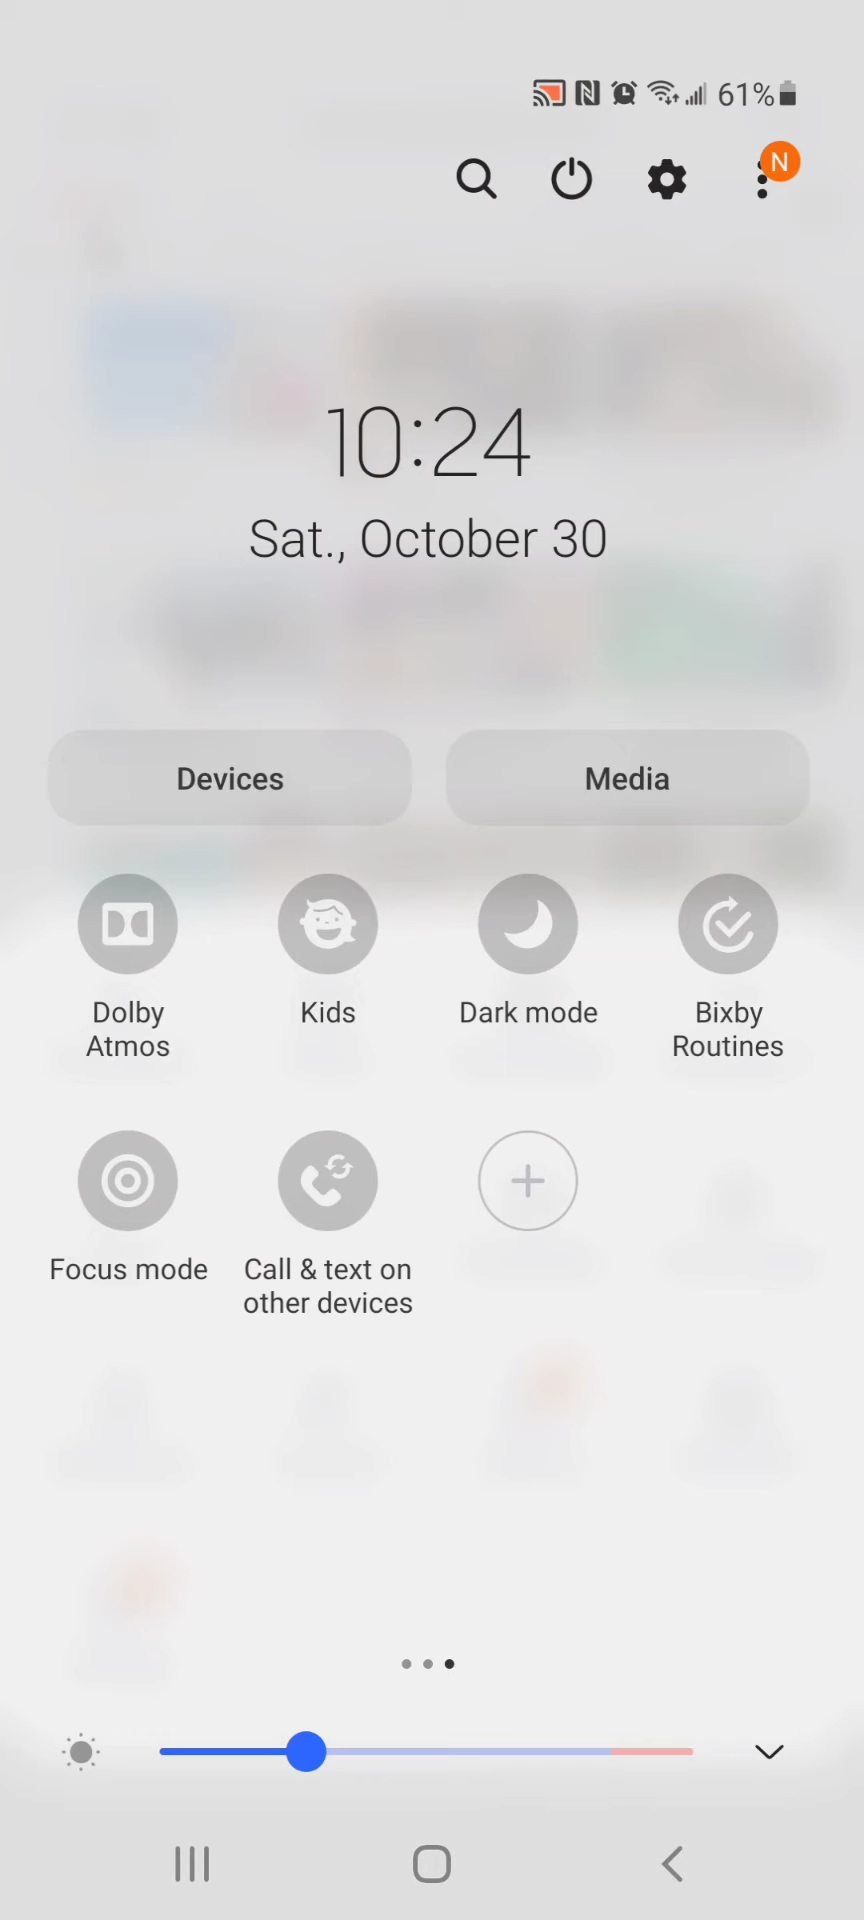 61%
N
10:24
Sat., October 30
Devices
Media
Dolby
Atmos
Kids
Dark mode
Bixby
Routines
Focus mode
Call & text on
other devices